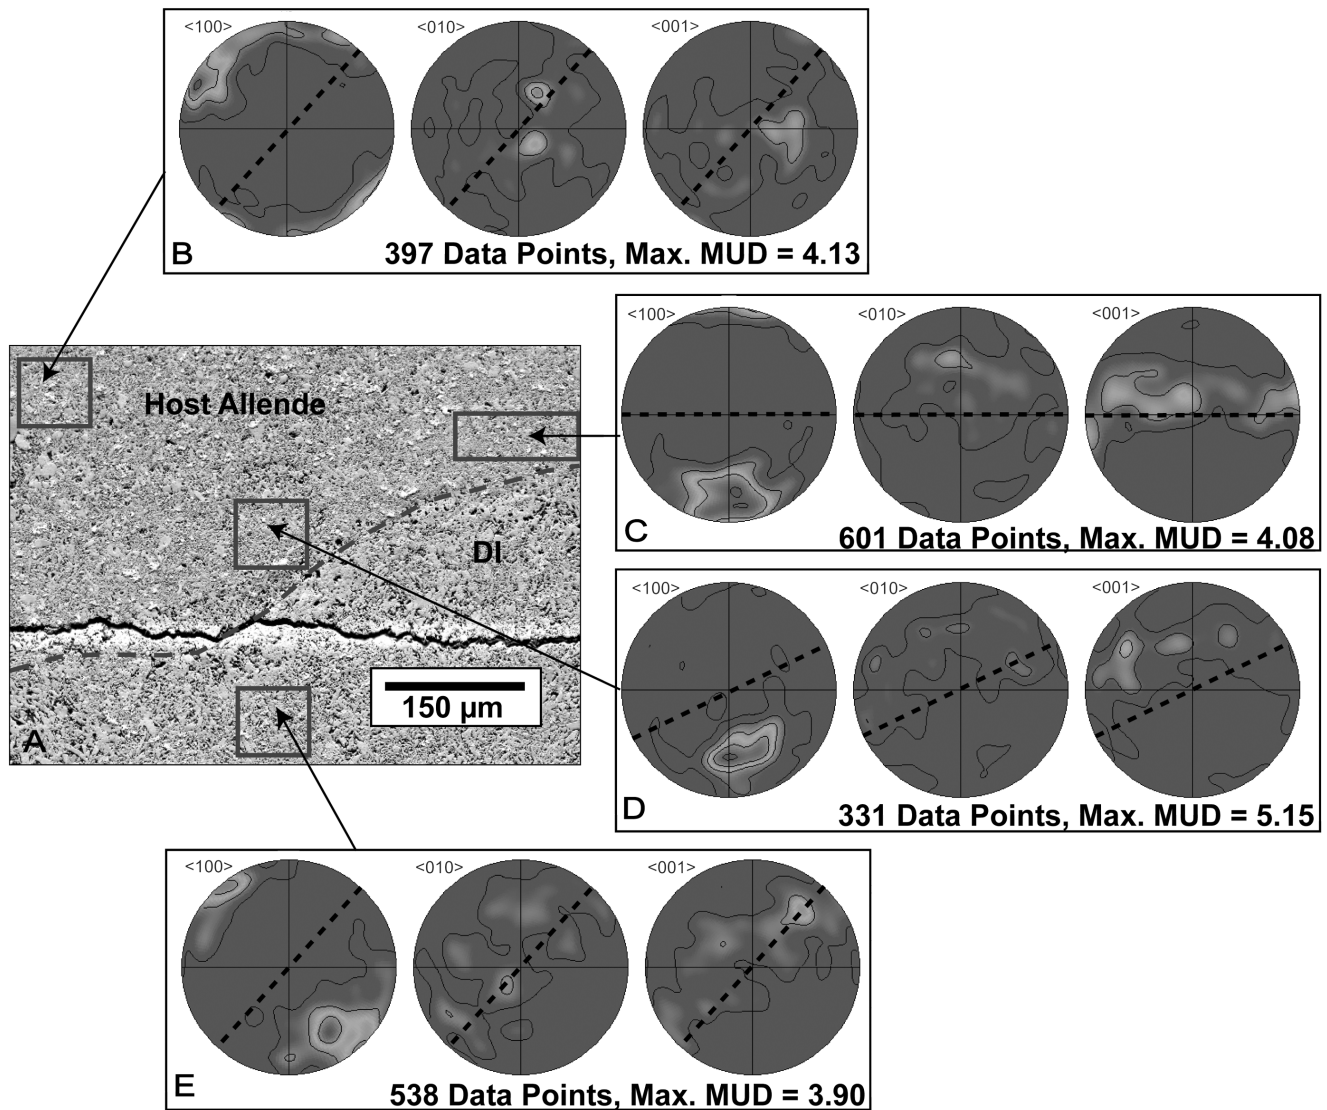 <100>
<010>
<001>
B
397 Data Points, Max. MUD = 4.13
<100>
<010>
<001>
C
601 Data Points, Max. MUD = 4.08
Host Allende
DI
150 µm
A
<100>
<010>
<001>
D
331 Data Points, Max. MUD = 5.15
<100>
<010>
<001>
E
538 Data Points, Max. MUD = 3.90